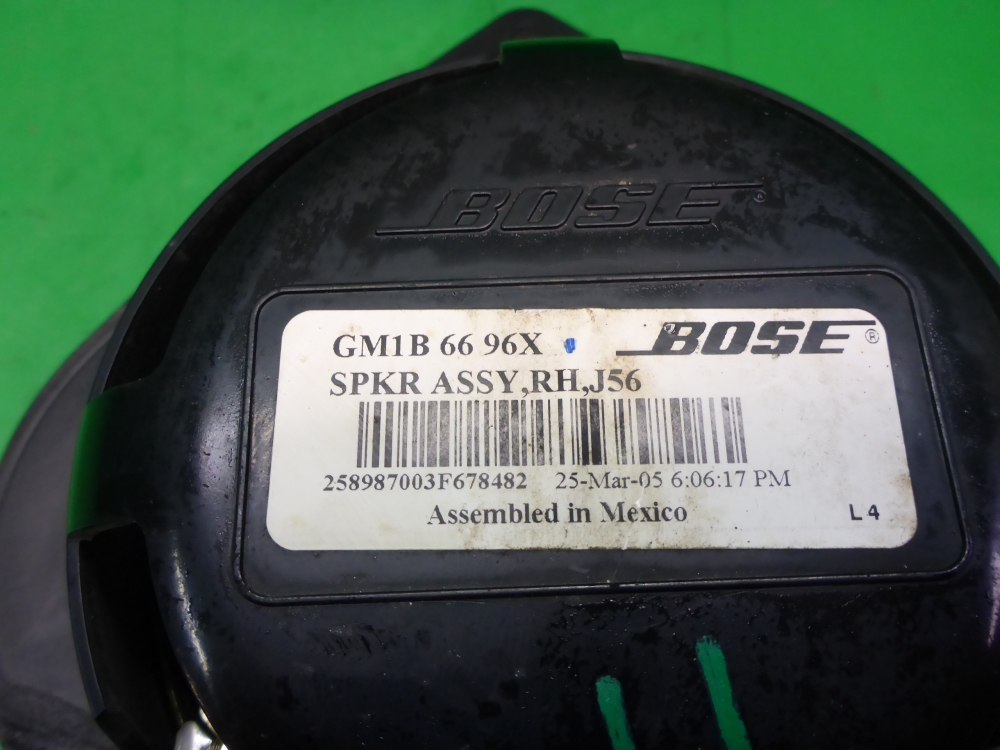 BOSE®
GM1B 66 96X BOSE®
SPKR ASSY,RH,J56
258987003F678482 25-Mar-05 6:06:17 PM
Assembled in Mexico L4